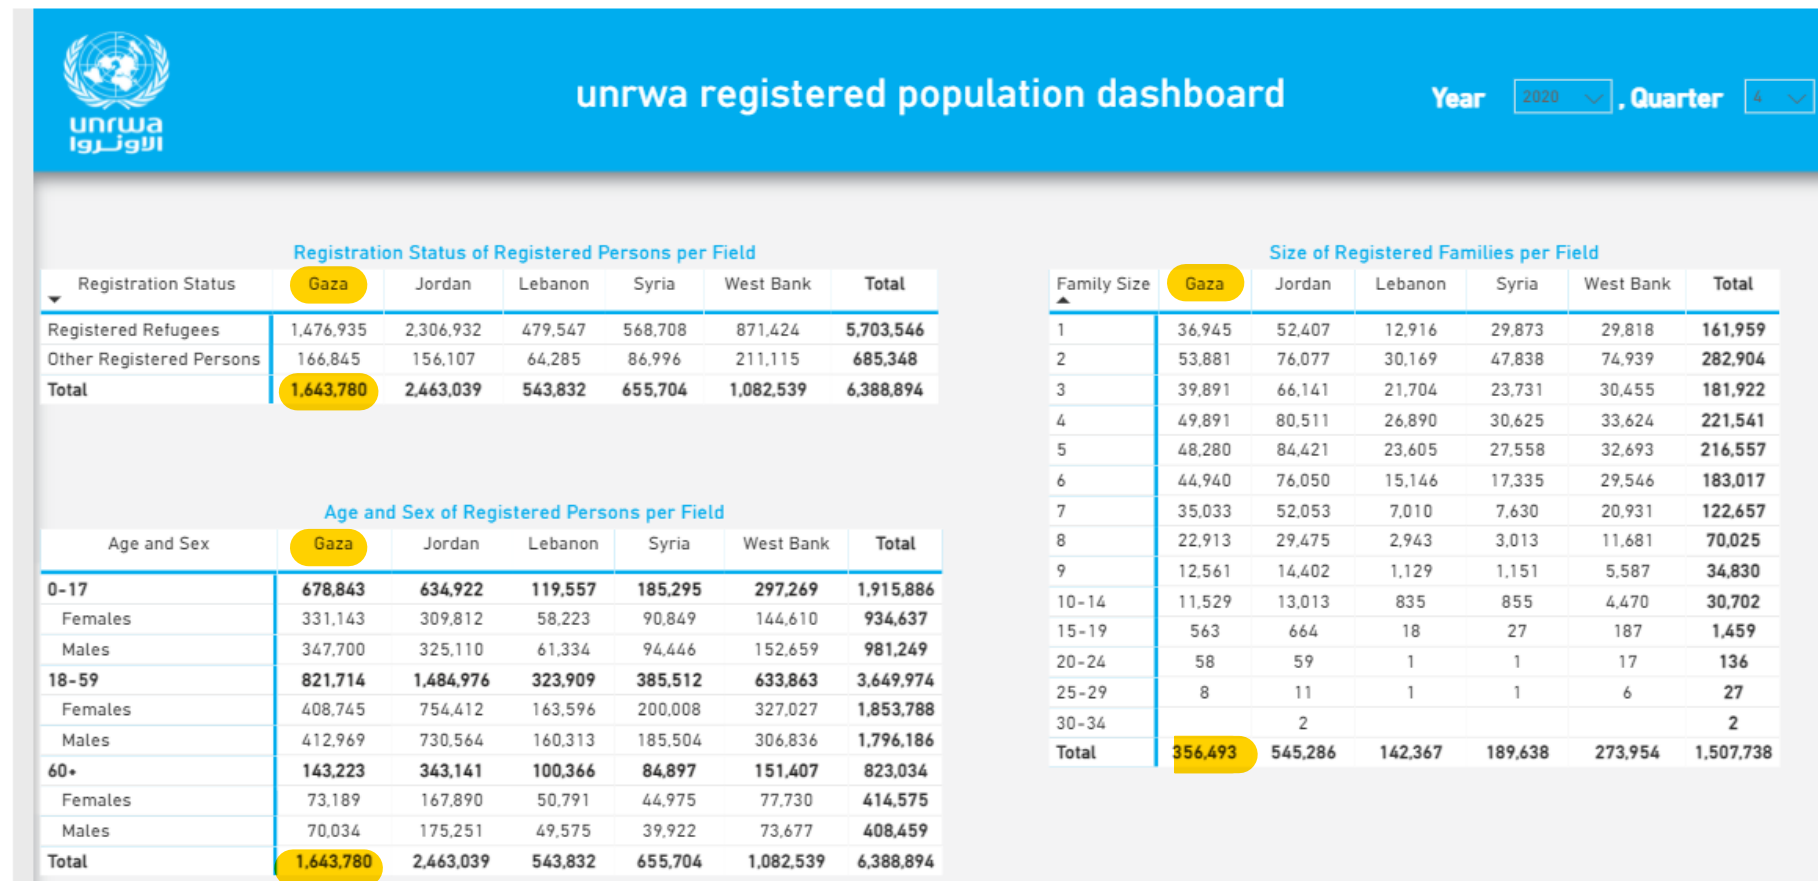 unrwa
الاونروا
unrwa registered population dashboard
Year 2020 , Quarter 4
Registration Status of Registered Persons per Field
Registration Status Gaza Jordan Lebanon Syria West Bank Total
Registered Refugees 1,476,935 2,306,932 479,547 568,708 871,424 5,703,546
Other Registered Persons 166,845 156,107 64,285 86,996 211,115 685,348
Total 1,643,780 2,463,039 543,832 655,704 1,082,539 6,388,894
Age and Sex of Registered Persons per Field
Age and Sex Gaza Jordan Lebanon Syria West Bank Total
0-17 678,843 634,922 119,557 185,295 297,269 1,915,886
Females 331,143 309,812 58,223 90,849 144,610 934,637
Males 347,700 325,110 61,334 94,446 152,659 981,249
18-59 821,714 1,484,976 323,909 385,512 633,863 3,649,974
Females 408,745 754,412 163,596 200,008 327,027 1,853,788
Males 412,969 730,564 160,313 185,504 306,836 1,796,186
60+ 143,223 343,141 100,366 84,897 151,407 823,034
Females 73,189 167,890 50,791 44,975 77,730 414,575
Males 70,034 175,251 49,575 39,922 73,677 408,459
Total 1,643,780 2,463,039 543,832 655,704 1,082,539 6,388,894
Size of Registered Families per Field
Family Size Gaza Jordan Lebanon Syria West Bank Total
1 36,945 52,407 12,916 29,873 29,818 161,959
2 53,881 76,077 30,169 47,838 74,939 282,904
3 39,891 66,141 21,704 23,731 30,455 181,922
4 49,891 80,511 26,890 30,625 33,624 221,541
5 48,280 84,421 23,605 27,558 32,693 216,557
6 44,940 76,050 15,146 17,335 29,546 183,017
7 35,033 52,053 7,010 7,630 20,931 122,657
8 22,913 29,475 2,943 3,013 11,681 70,025
9 12,561 14,402 1,129 1,151 5,587 34,830
10-14 11,529 13,013 835 855 4,470 30,702
15-19 563 664 18 27 187 1,459
20-24 58 59 1 1 17 136
25-29 8 11 1 1 6 27
30-34 2 2
Total 356,493 545,286 142,367 189,638 273,954 1,507,738